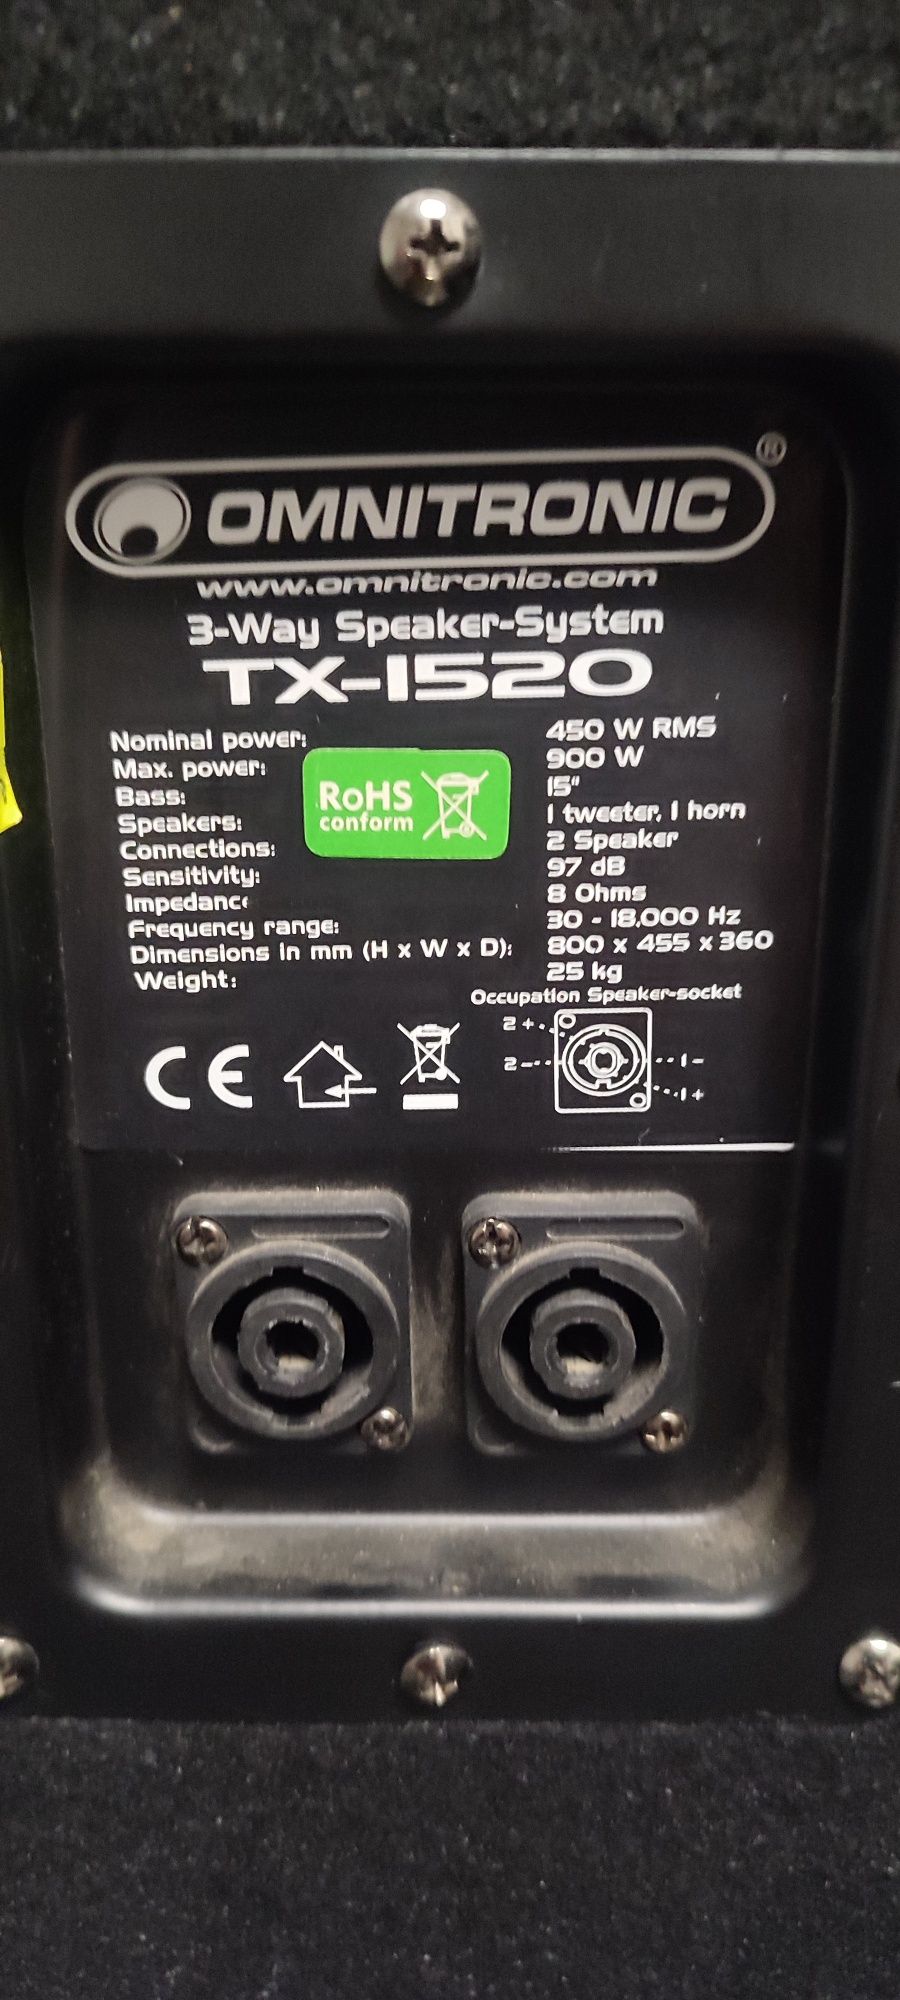 ®
OMNITRONIC
www.omnitronic.com
3-Way Speaker-System
TX-1520
Nominal power: 450 W RMS
Max. power: 900 W
Bass: 15"
Speakers: 1 tweeter, 1 horn
Connections: 2 Speaker
Sensitivity: 97 dB
Impedance 8 Ohms
Frequency range: 30 - 18.000 Hz
Dimensions in mm (H x W x D): 800 x 455 x 360
Weight: 25 kg
RoHS
conform
Occupation Speaker-socket
2+
2-
1-
1+
CE